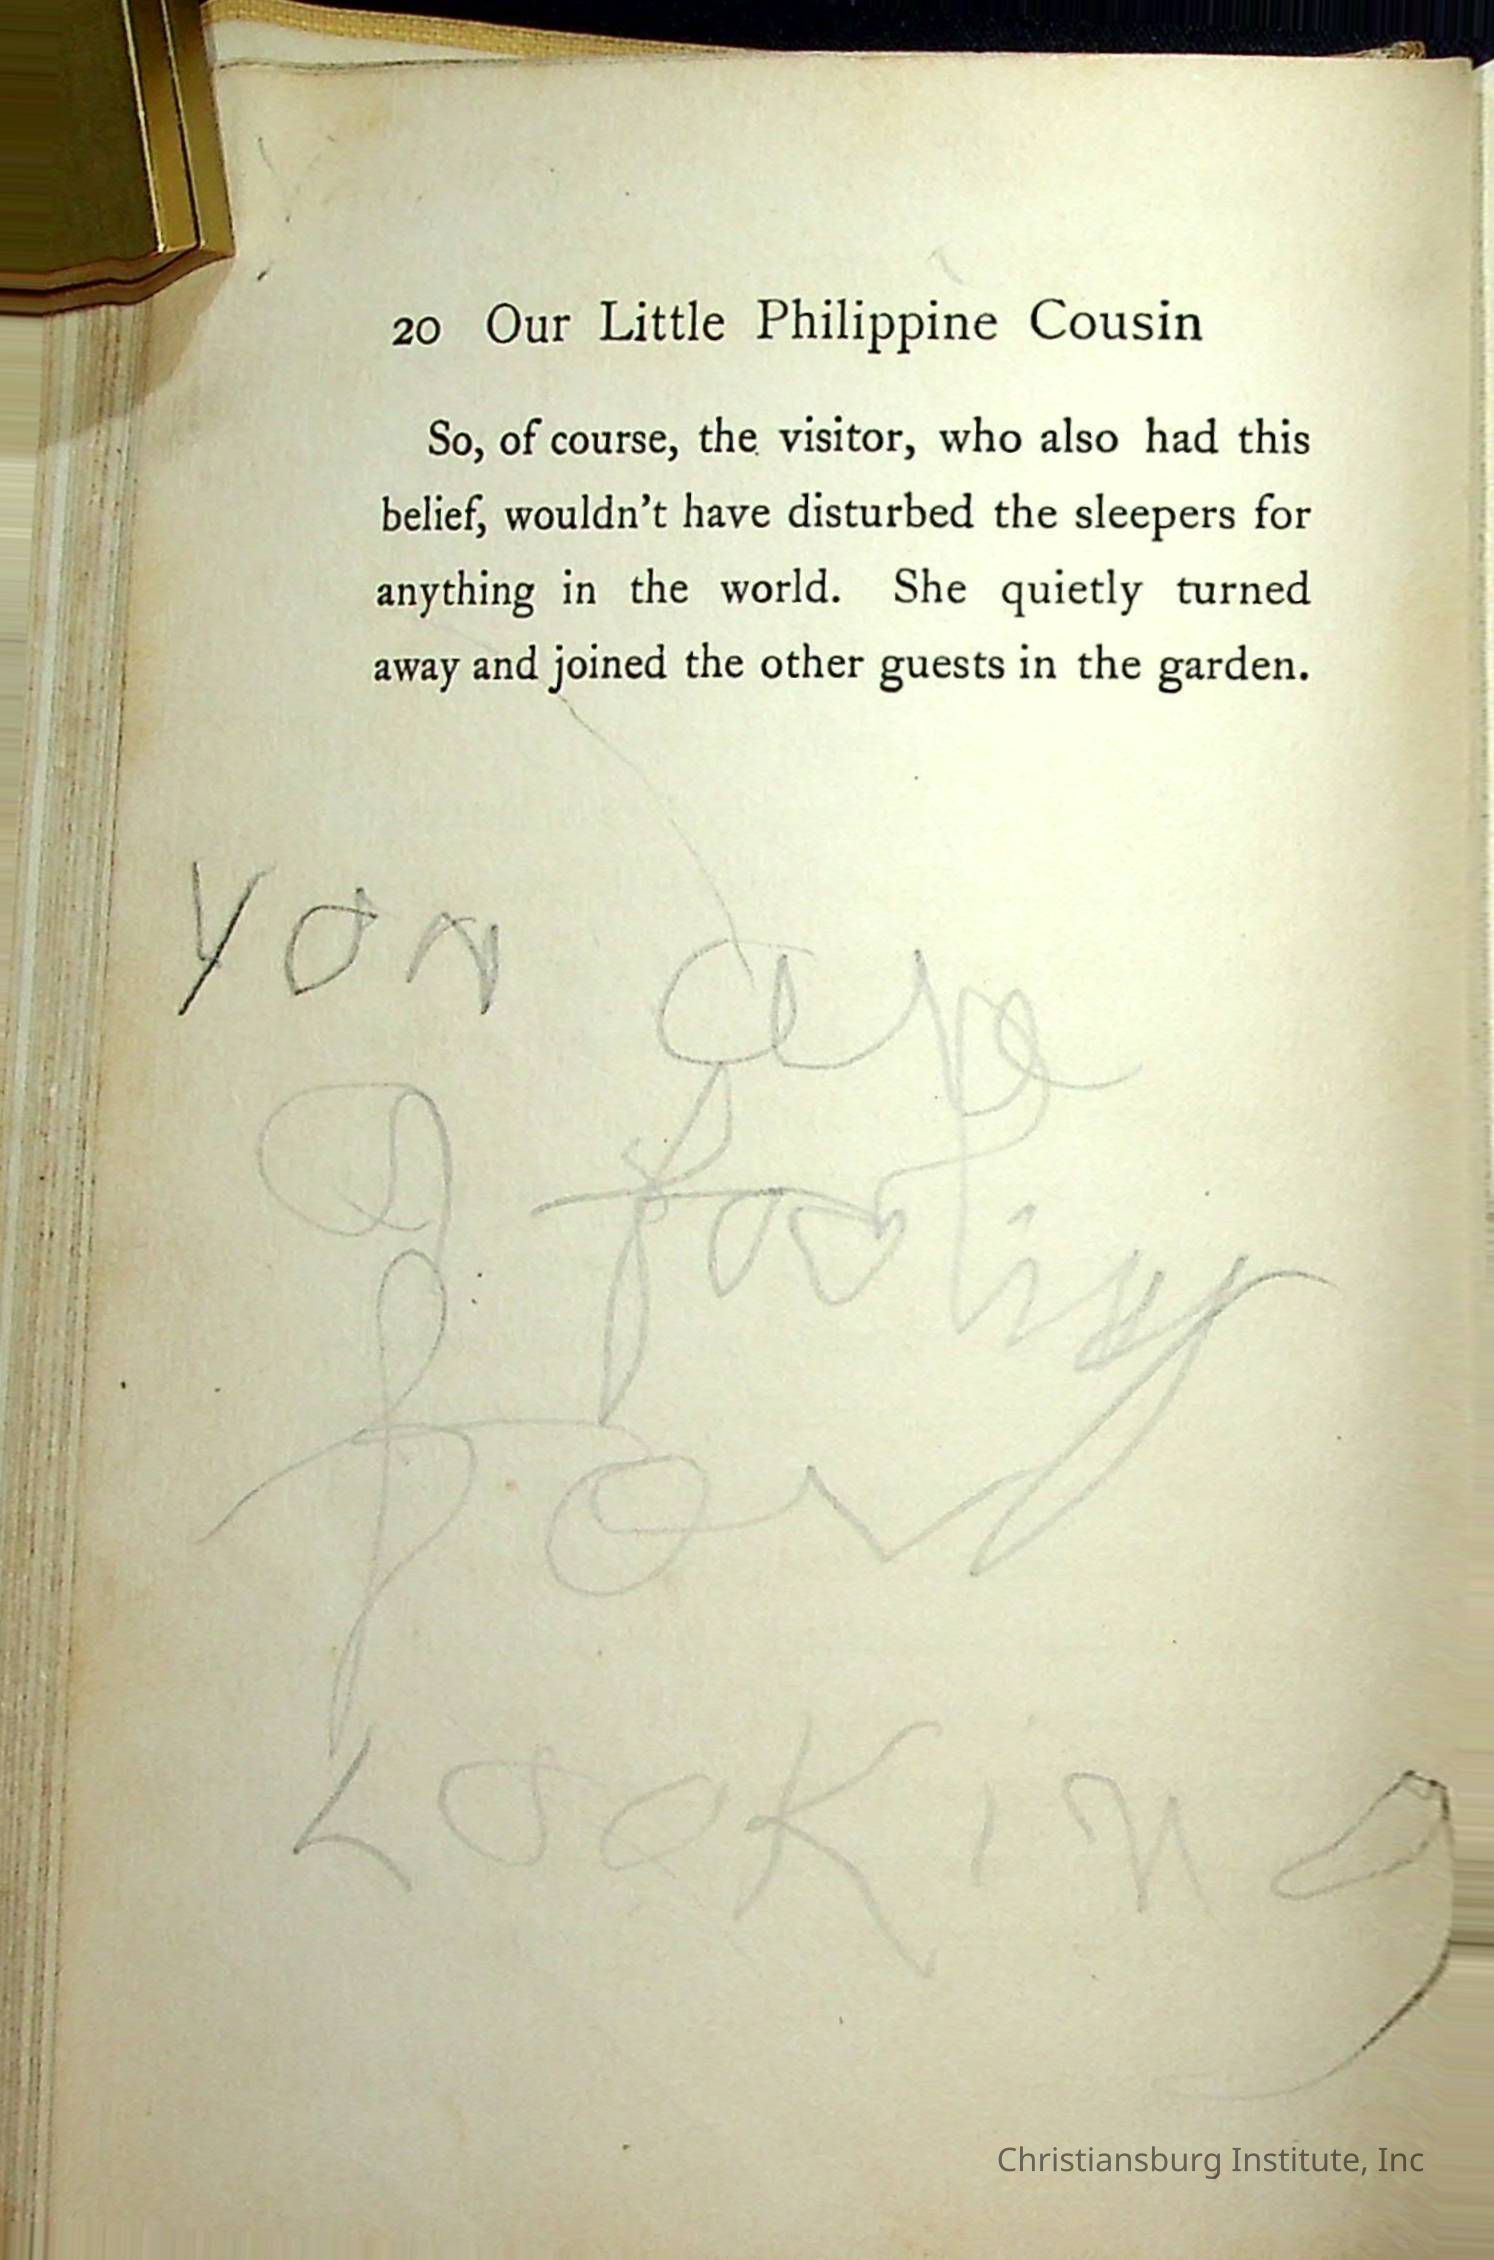 20 Our Little Philippine Cousin
So, of course, the visitor, who also had this
belief, wouldn't have disturbed the sleepers for
anything in the world. She quietly turned
away and joined the other guests in the garden.
You are
a fooling
for
LOOKING
Christiansburg Institute, Inc